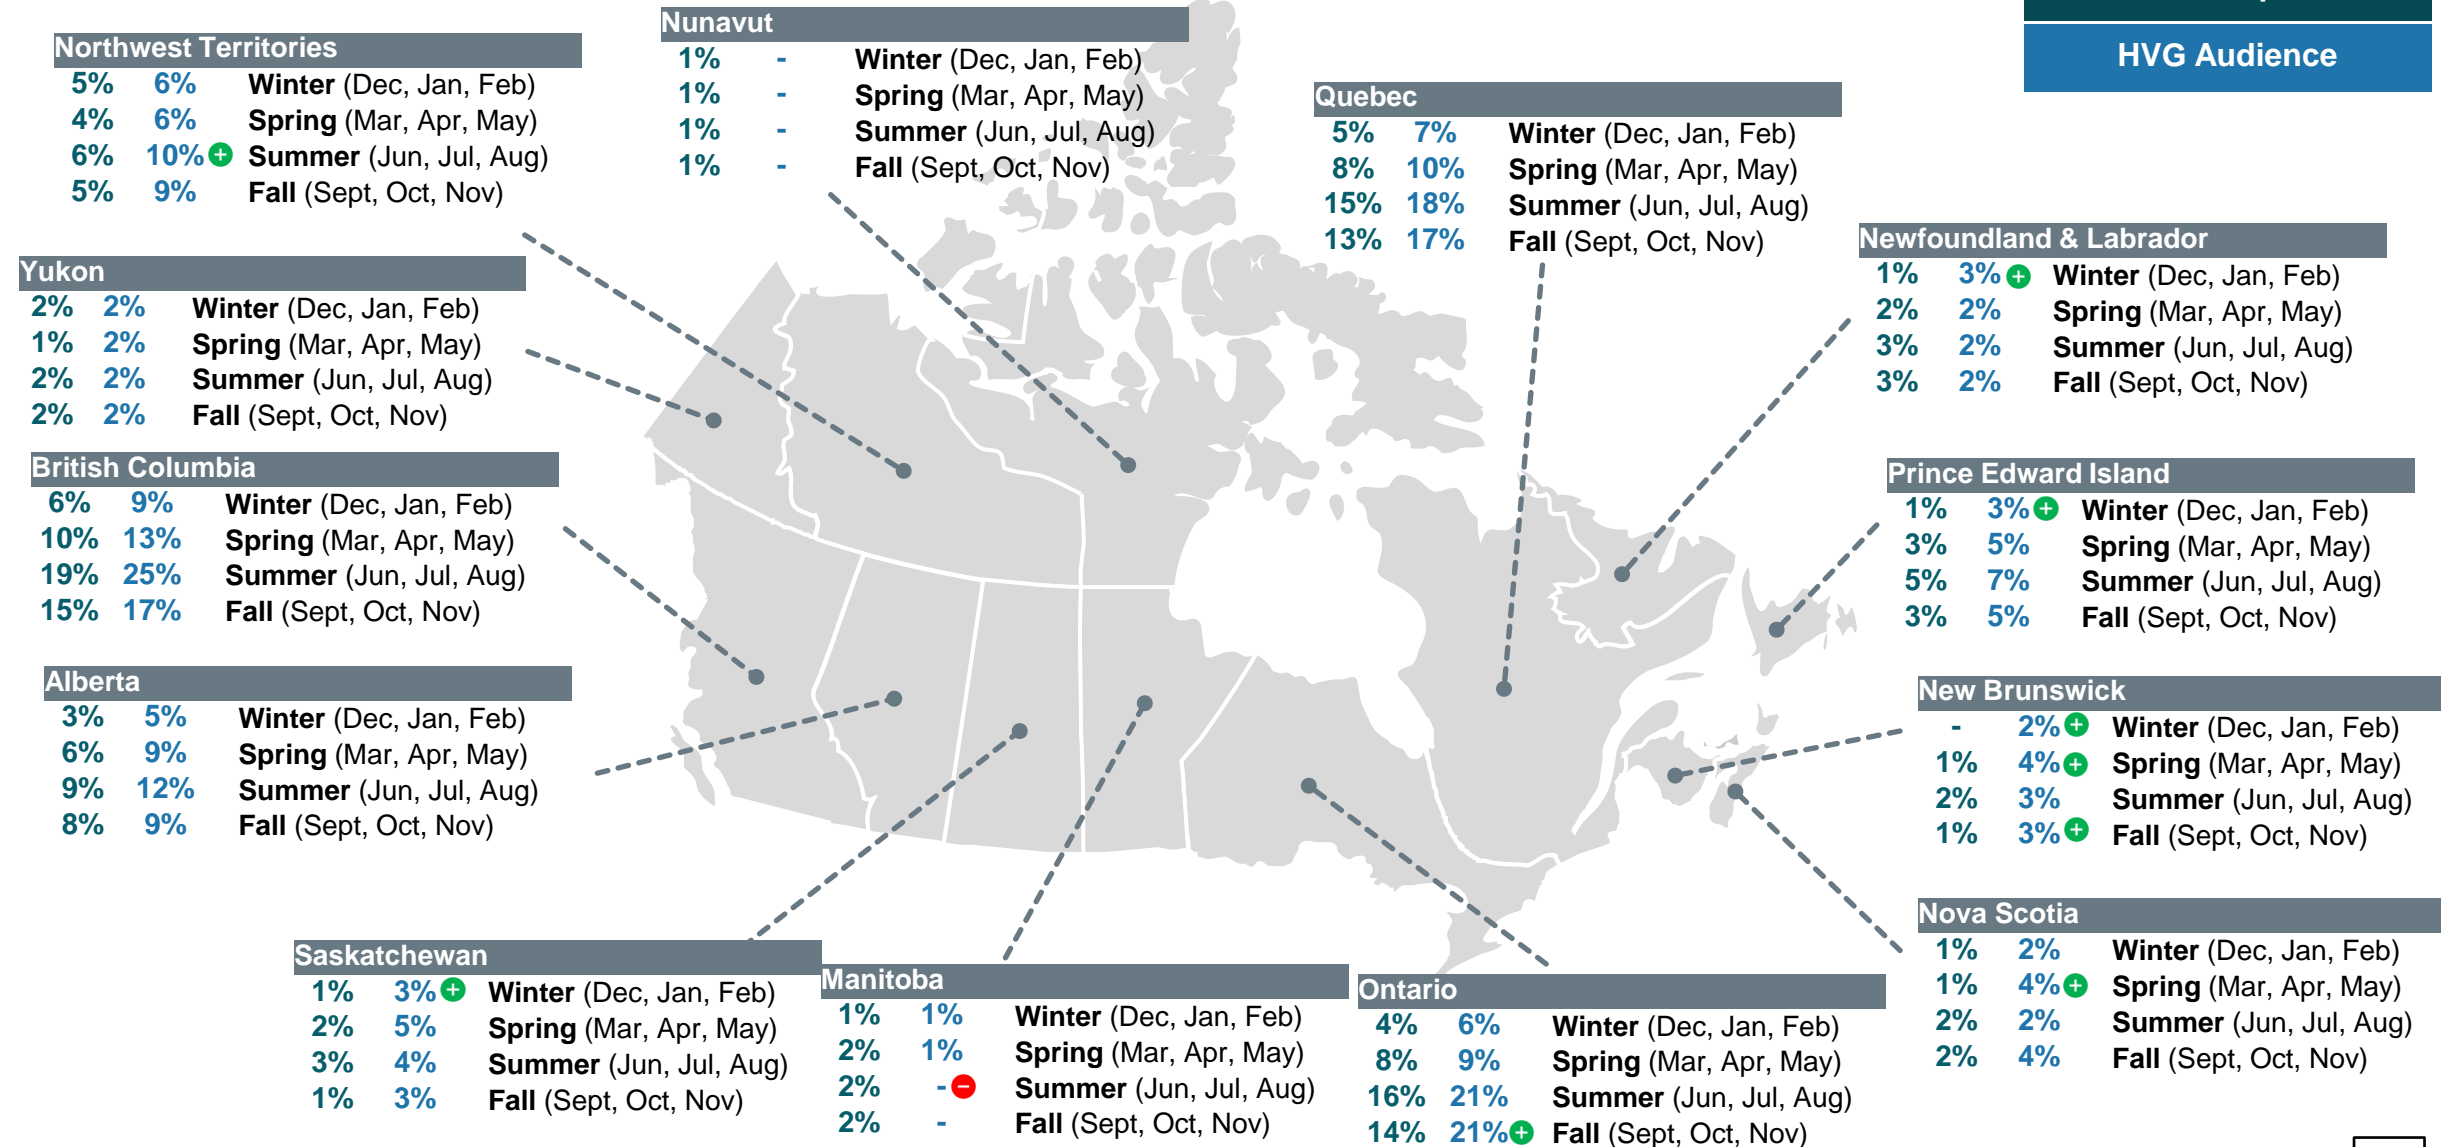 HVG Audience
Northwest Territories
5% 6% Winter (Dec, Jan, Feb)
4% 6% Spring (Mar, Apr, May)
6% 10% + Summer (Jun, Jul, Aug)
5% 9% Fall (Sept, Oct, Nov)
Nunavut
1% - Winter (Dec, Jan, Feb)
1% - Spring (Mar, Apr, May)
1% - Summer (Jun, Jul, Aug)
1% - Fall (Sept, Oct, Nov)
Quebec
5% 7% Winter (Dec, Jan, Feb)
8% 10% Spring (Mar, Apr, May)
15% 18% Summer (Jun, Jul, Aug)
13% 17% Fall (Sept, Oct, Nov)
Newfoundland & Labrador
1% 3% + Winter (Dec, Jan, Feb)
2% 2% Spring (Mar, Apr, May)
3% 2% Summer (Jun, Jul, Aug)
3% 2% Fall (Sept, Oct, Nov)
Yukon
2% 2% Winter (Dec, Jan, Feb)
1% 2% Spring (Mar, Apr, May)
2% 2% Summer (Jun, Jul, Aug)
2% 2% Fall (Sept, Oct, Nov)
British Columbia
6% 9% Winter (Dec, Jan, Feb)
10% 13% Spring (Mar, Apr, May)
19% 25% Summer (Jun, Jul, Aug)
15% 17% Fall (Sept, Oct, Nov)
Prince Edward Island
1% 3% + Winter (Dec, Jan, Feb)
3% 5% Spring (Mar, Apr, May)
5% 7% Summer (Jun, Jul, Aug)
3% 5% Fall (Sept, Oct, Nov)
Alberta
3% 5% Winter (Dec, Jan, Feb)
6% 9% Spring (Mar, Apr, May)
9% 12% Summer (Jun, Jul, Aug)
8% 9% Fall (Sept, Oct, Nov)
New Brunswick
- 2% + Winter (Dec, Jan, Feb)
1% 4% + Spring (Mar, Apr, May)
2% 3% Summer (Jun, Jul, Aug)
1% 3% + Fall (Sept, Oct, Nov)
Nova Scotia
1% 2% Winter (Dec, Jan, Feb)
1% 4% + Spring (Mar, Apr, May)
2% 2% Summer (Jun, Jul, Aug)
2% 4% Fall (Sept, Oct, Nov)
Saskatchewan
1% 3% + Winter (Dec, Jan, Feb)
2% 5% Spring (Mar, Apr, May)
3% 4% Summer (Jun, Jul, Aug)
1% 3% Fall (Sept, Oct, Nov)
Manitoba
1% 1% Winter (Dec, Jan, Feb)
2% 1% Spring (Mar, Apr, May)
2% - − Summer (Jun, Jul, Aug)
2% - Fall (Sept, Oct, Nov)
Ontario
4% 6% Winter (Dec, Jan, Feb)
8% 9% Spring (Mar, Apr, May)
16% 21% Summer (Jun, Jul, Aug)
14% 21% + Fall (Sept, Oct, Nov)